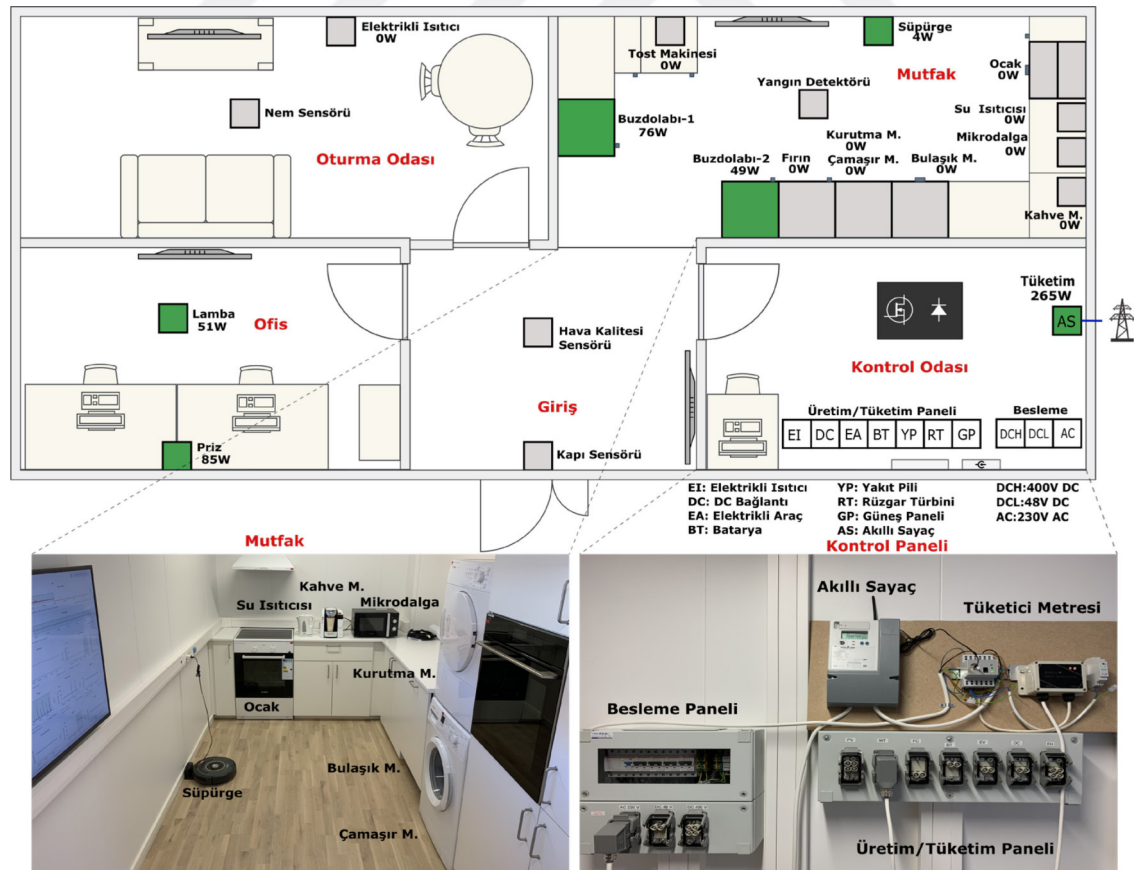 Elektrikli Isıtıcı
0W
Nem Sensörü
Oturma Odası
Tost Makinesi
0W
Süpürge
4W
Mutfak
Yangın Detektörü
Ocak
0W
Su Isıtıcısı
0W
Mikrodalga
0W
Buzdolabı-1
76W
Buzdolabı-2
49W
Fırın
0W
Kurutma M.
0W
Çamaşır M.
0W
Bulaşık M.
0W
Kahve M.
0W
Lamba
51W
Ofis
Priz
85W
Hava Kalitesi
Sensörü
Giriş
Kapı Sensörü
Tüketim
265W
AS
Kontrol Odası
Üretim/Tüketim Paneli
EI DC EA BT YP RT GP
Besleme
DCH DCL AC
EI: Elektrikli Isıtıcı
DC: DC Bağlantı
EA: Elektrikli Araç
BT: Batarya
YP: Yakıt Pili
RT: Rüzgar Türbini
GP: Güneş Paneli
AS: Akıllı Sayaç
DCH:400V DC
DCL:48V DC
AC:230V AC
Mutfak
Kahve M.
Su Isıtıcısı
Mikrodalga
Kurutma M.
Ocak
Bulaşık M.
Süpürge
Çamaşır M.
Kontrol Paneli
Akıllı Sayaç
Tüketici Metresi
Besleme Paneli
Üretim/Tüketim Paneli